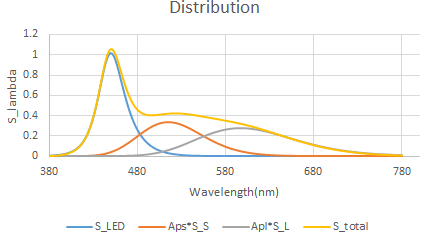 Distribution
1.2
1
0.8
0.6
0.4
0.2
0
S_lambda
380 480 580 680 780
Wavelength(nm)
S_LED Aps*S_S Apl*S_L S_total